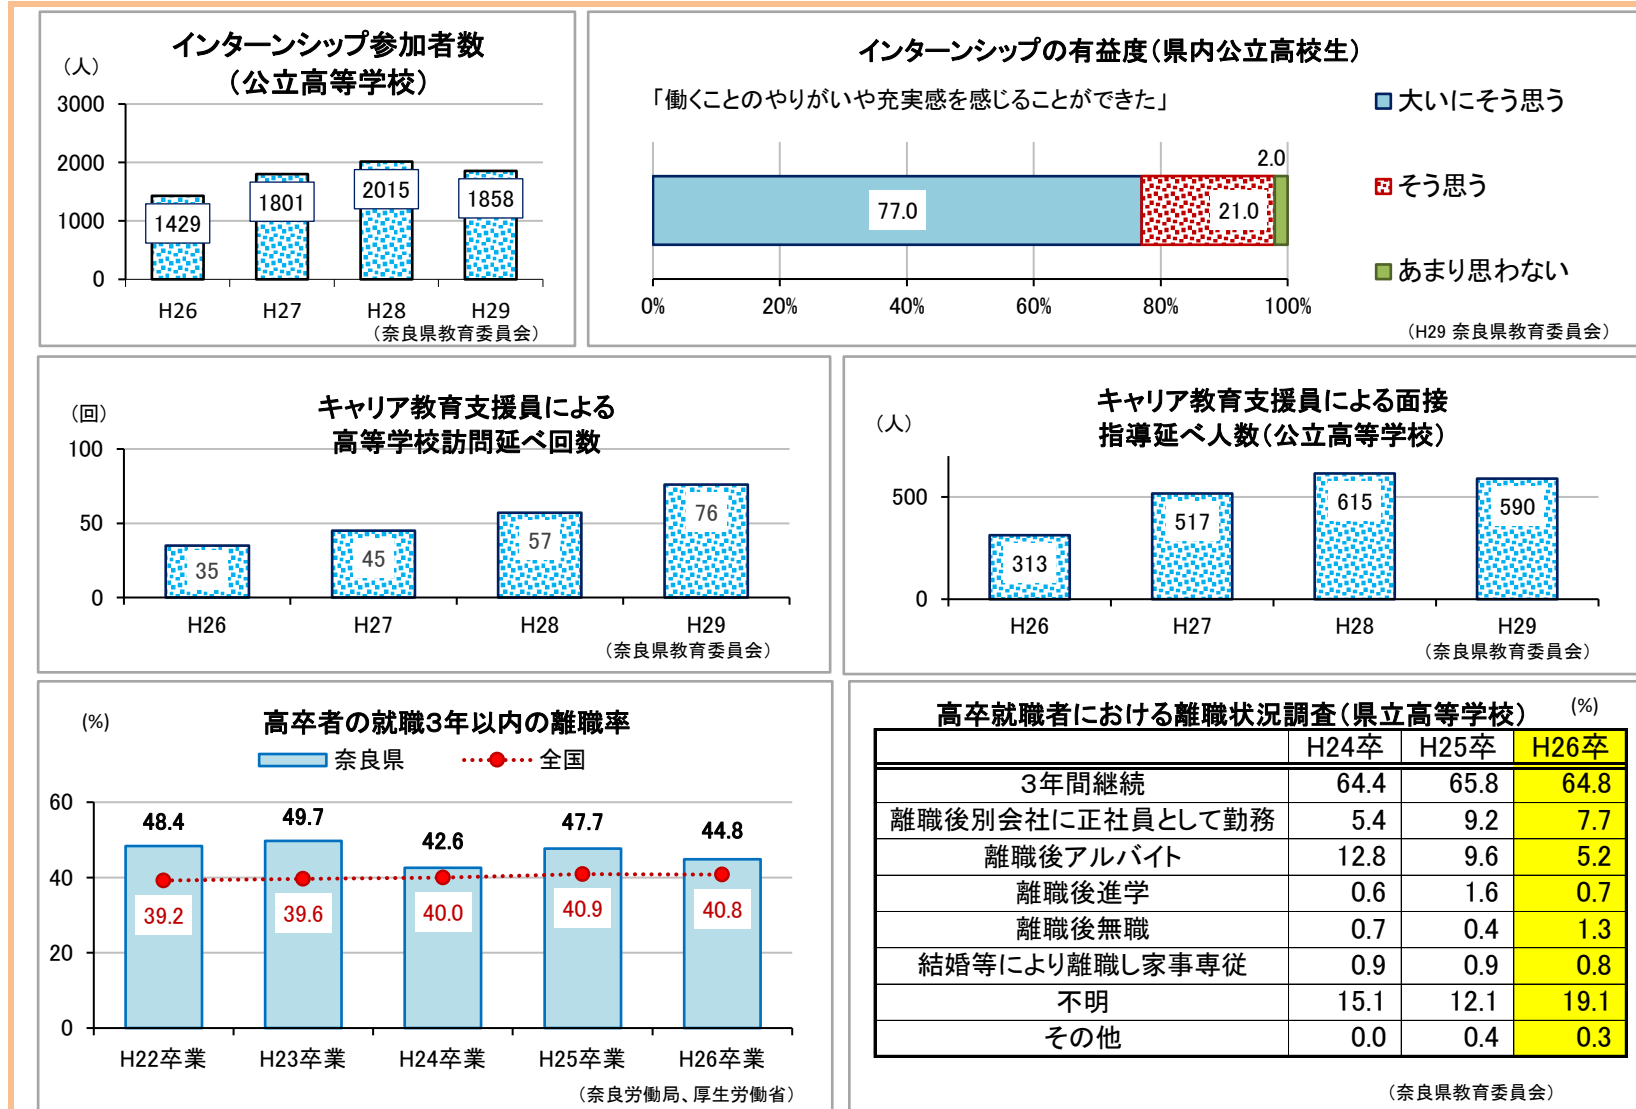 インターンシップ参加者数
（公立高等学校）
（人）
3000
2000
1000
0
1429
1801
2015
1858
H26 H27 H28 H29
（奈良県教育委員会）
インターンシップの有益度（県内公立高校生）
「働くことのやりがいや充実感を感じることができた」
大いにそう思う
そう思う
あまり思わない
2.0
77.0 21.0
0% 20% 40% 60% 80% 100%
（H29 奈良県教育委員会）
キャリア教育支援員による
高等学校訪問延べ回数
（回）
100
50
0
35
45
57
76
H26 H27 H28 H29
（奈良県教育委員会）
キャリア教育支援員による面接
指導延べ人数（公立高等学校）
（人）
500
0
313
517
615
590
H26 H27 H28 H29
（奈良県教育委員会）
(%)
高卒者の就職３年以内の離職率
奈良県 全国
60
40
20
0
48.4 49.7 42.6 47.7 44.8
39.2 39.6 40.0 40.9 40.8
H22卒業 H23卒業 H24卒業 H25卒業 H26卒業
（奈良労働局、厚生労働省）
高卒就職者における離職状況調査（県立高等学校） (%)
H24卒 H25卒 H26卒
３年間継続 64.4 65.8 64.8
離職後別会社に正社員として勤務 5.4 9.2 7.7
離職後アルバイト 12.8 9.6 5.2
離職後進学 0.6 1.6 0.7
離職後無職 0.7 0.4 1.3
結婚等により離職し家事専従 0.9 0.9 0.8
不明 15.1 12.1 19.1
その他 0.0 0.4 0.3
（奈良県教育委員会）